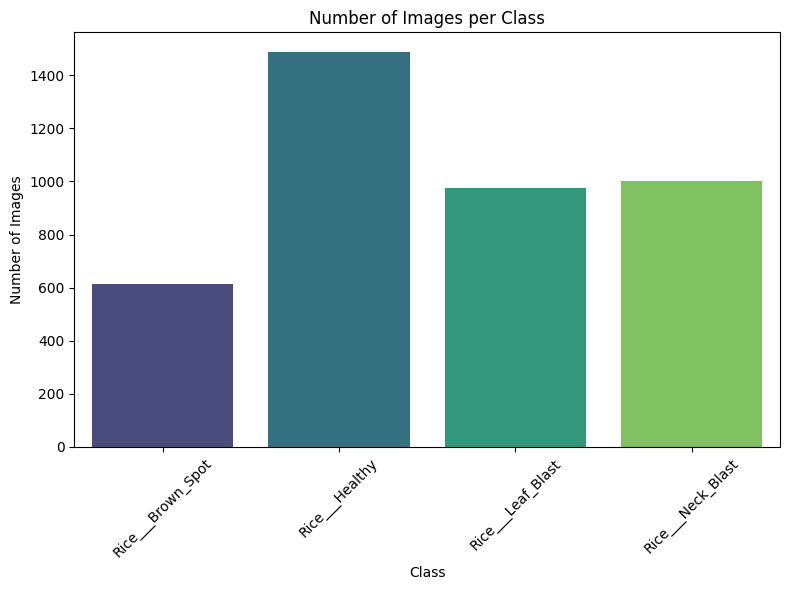 Number of Images per Class
Number of Images
1400
1200
1000
800
600
400
200
0
Rice___Brown_Spot
Rice___Healthy
Rice___Leaf_Blast
Rice___Neck_Blast
Class